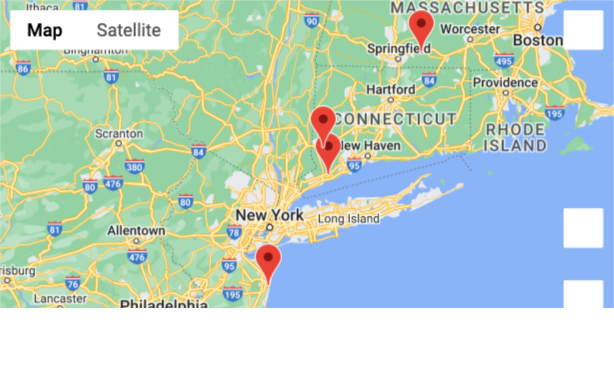 Ithaca
MASSACHUSETTS
90
Map Satellite
Worcester
Boston
Springfield
Binghamton
86
81
84
495
Hartford
Providence
195
CONNECTICUT
Scranton
RHODE
ISLAND
New Haven
84
380
95
80
476
80
New York
Long Island
81
Allentown
78
476
95
76
195
Lancaster
Philadelphia